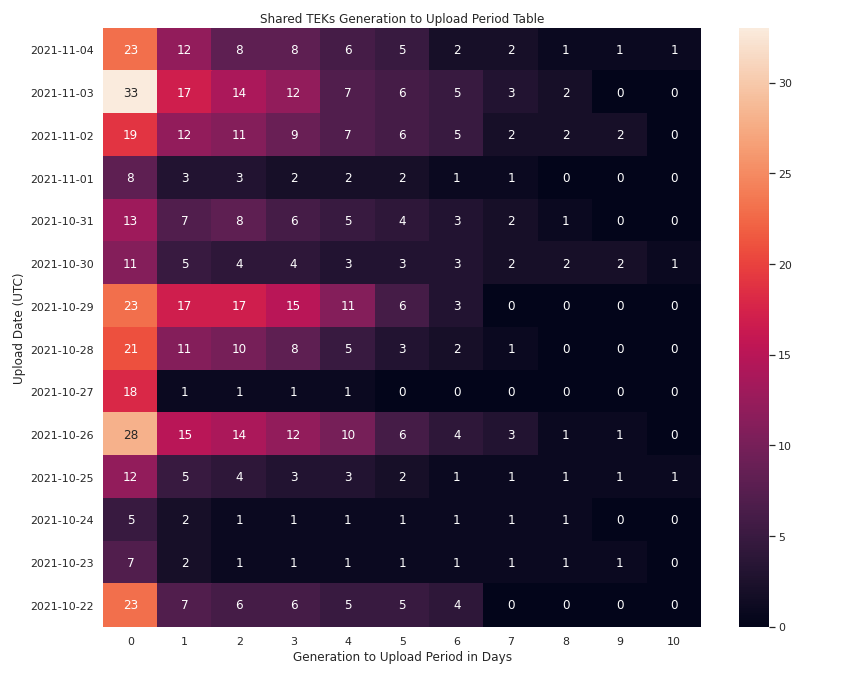 Shared TEKs Generation to Upload Period Table
Upload Date (UTC)
2021-11-04 23 12 8 8 6 5 2 2 1 1 1
2021-11-03 33 17 14 12 7 6 5 3 2 0 0
2021-11-02 19 12 11 9 7 6 5 2 2 2 0
2021-11-01 8 3 3 2 2 2 1 1 0 0 0
2021-10-31 13 7 8 6 5 4 3 2 1 0 0
2021-10-30 11 5 4 4 3 3 3 2 2 2 1
2021-10-29 23 17 17 15 11 6 3 0 0 0 0
2021-10-28 21 11 10 8 5 3 2 1 0 0 0
2021-10-27 18 1 1 1 1 0 0 0 0 0 0
2021-10-26 28 15 14 12 10 6 4 3 1 1 0
2021-10-25 12 5 4 3 3 2 1 1 1 1 1
2021-10-24 5 2 1 1 1 1 1 1 1 0 0
2021-10-23 7 2 1 1 1 1 1 1 1 1 0
2021-10-22 23 7 6 6 5 5 4 0 0 0 0
0 1 2 3 4 5 6 7 8 9 10
Generation to Upload Period in Days
30
25
20
15
10
5
0